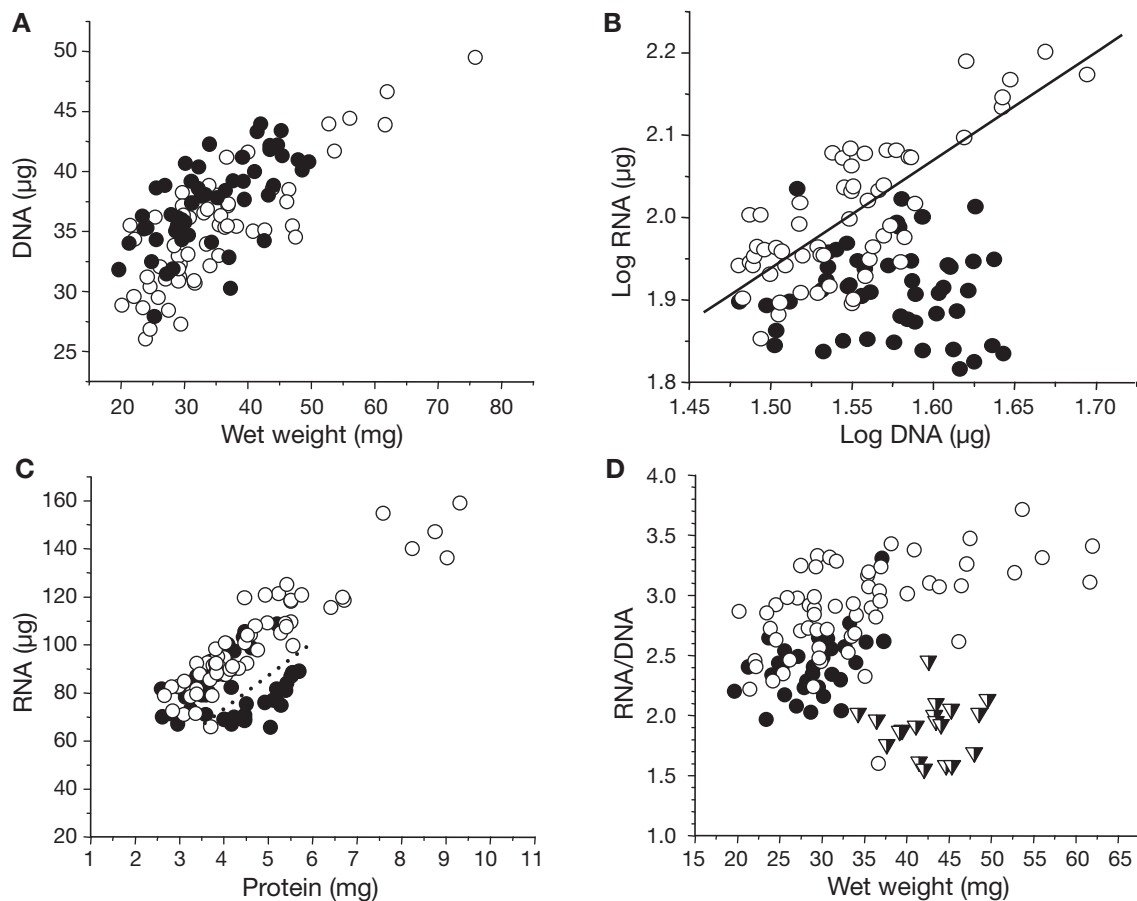 A
DNA (µg)
50
45
40
35
30
25
20 30 40 50 60 70 80
Wet weight (mg)
B
Log RNA (µg)
2.2
2.1
2.0
1.9
1.8
1.45 1.50 1.55 1.60 1.65 1.70
Log DNA (µg)
C
RNA (µg)
160
140
120
100
80
60
40
20
1 2 3 4 5 6 7 8 9 10 11
Protein (mg)
D
RNA/DNA
4.0
3.5
3.0
2.5
2.0
1.5
1.0
15 20 25 30 35 40 45 50 55 60 65
Wet weight (mg)